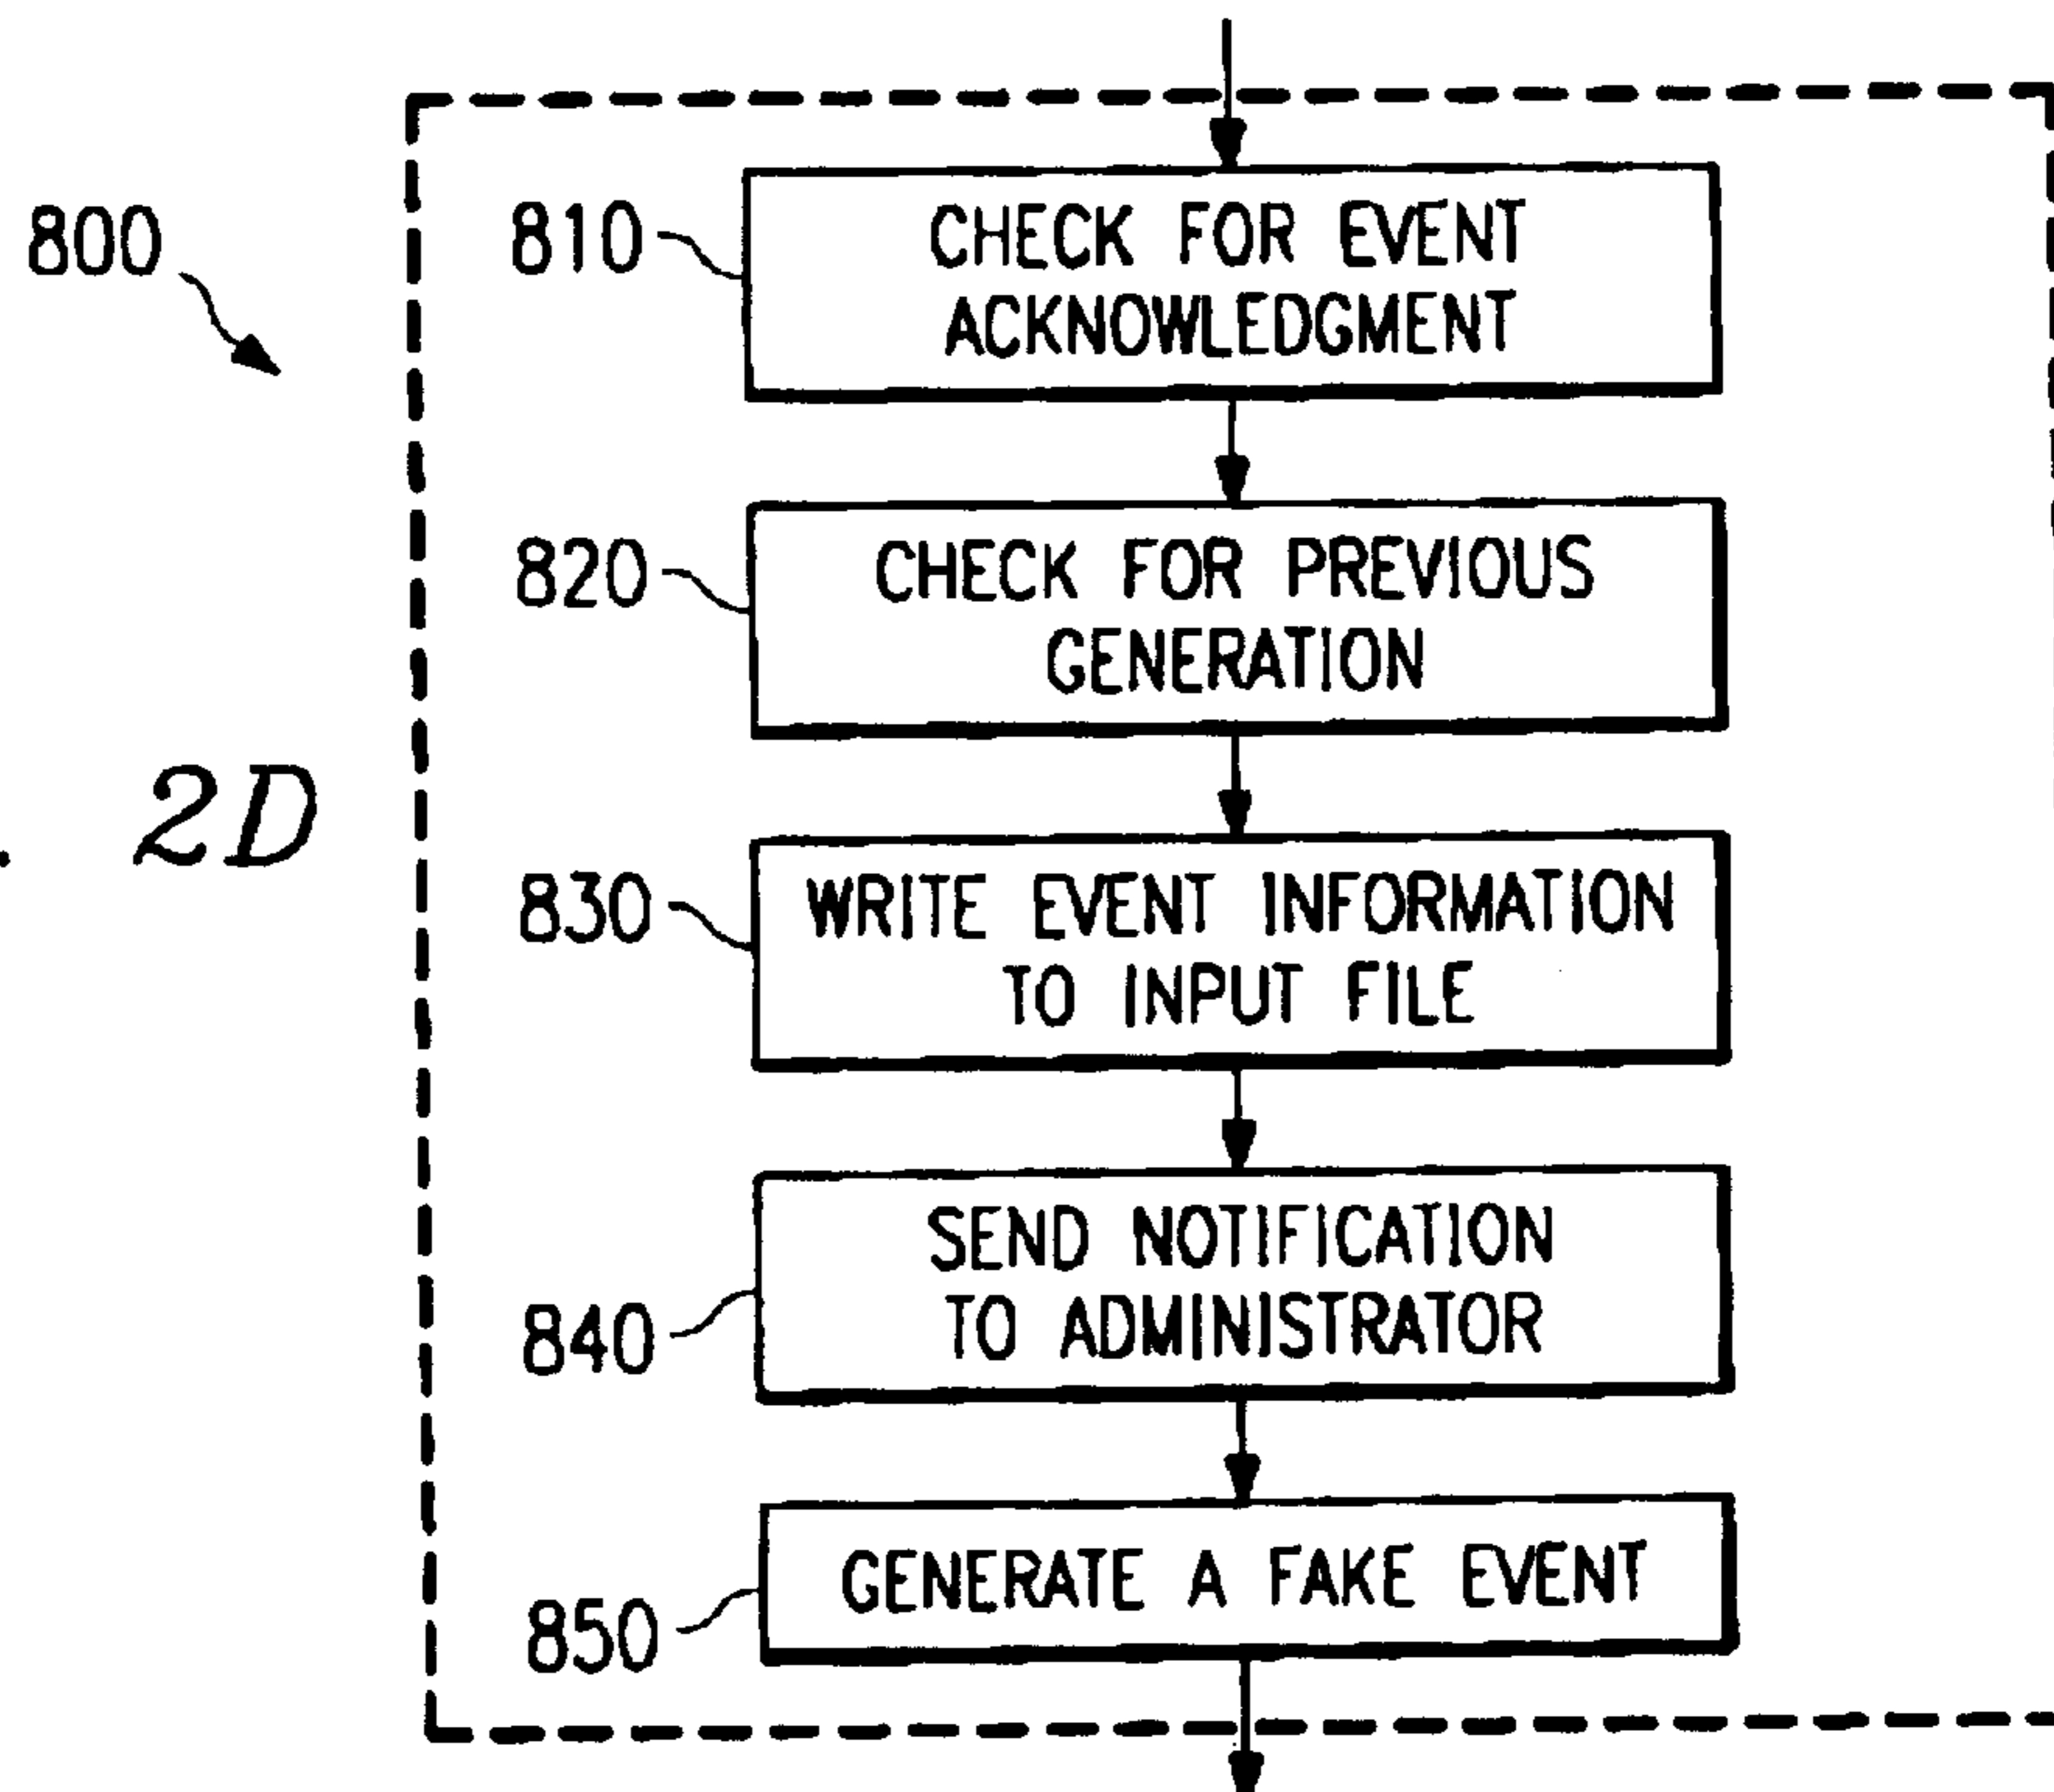 800
810
CHECK FOR EVENT
ACKNOWLEDGMENT
820
CHECK FOR PREVIOUS
GENERATION
2D
830
WRITE EVENT INFORMATION
TO INPUT FILE
840
SEND NOTIFICATION
TO ADMINISTRATOR
850
GENERATE A FAKE EVENT